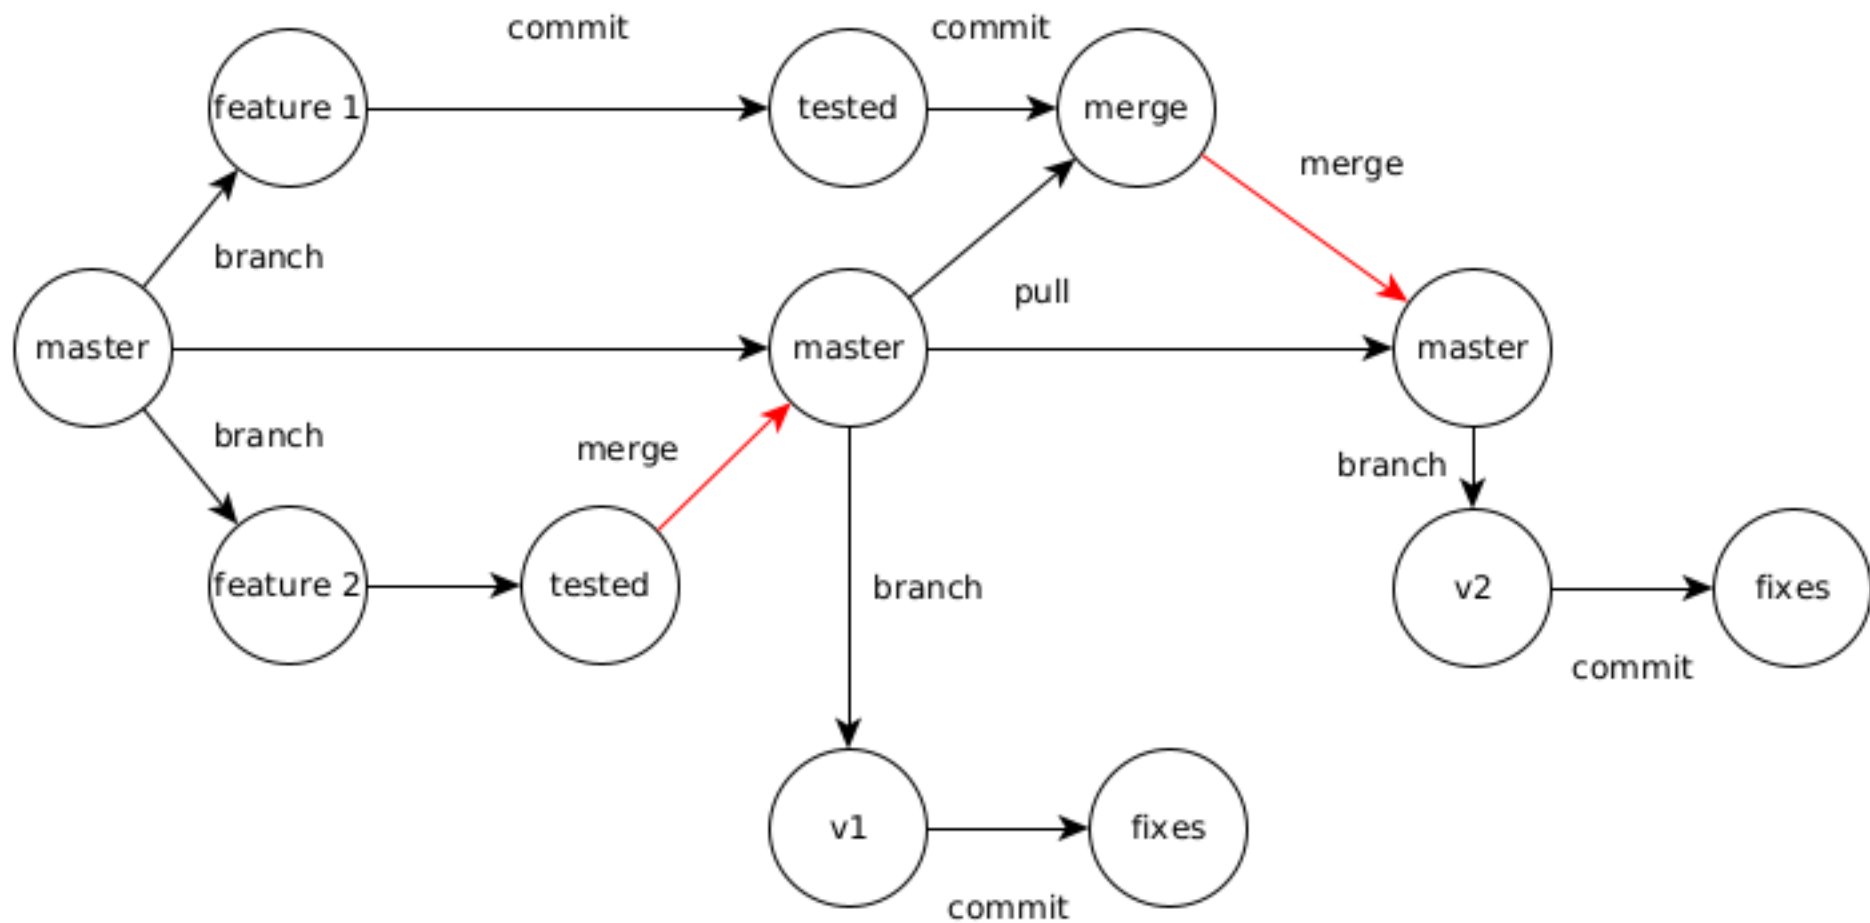 commit
commit
feature 1
tested
merge
merge
branch
pull
master
master
master
branch
merge
branch
feature 2
tested
branch
v2
fixes
commit
v1
fixes
commit